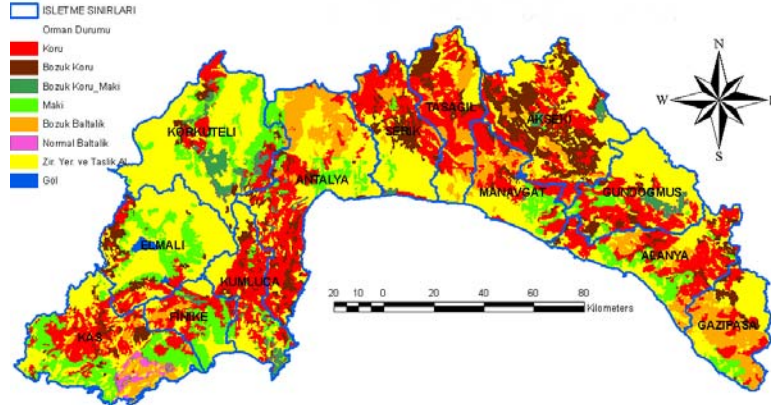 ISLETME SINIRLARI
Orman Durumu
Koru
Bozuk Koru
Bozuk Koru_Maki
Maki
Bozuk Baltalik
Normal Baltalik
Zir. Yer. ve Taslik Al.
Göl
N
W
E
S
KORKUTELİ
ANTALYA
SERIK
TASAGIL
AKSEKI
MANAVGAT
GUNDOGMUS
ELMALI
ALANYA
KUMLUCA
FINIKE
KAS
GAZIPASA
20 10 0 20 40 60 80
Kilometers